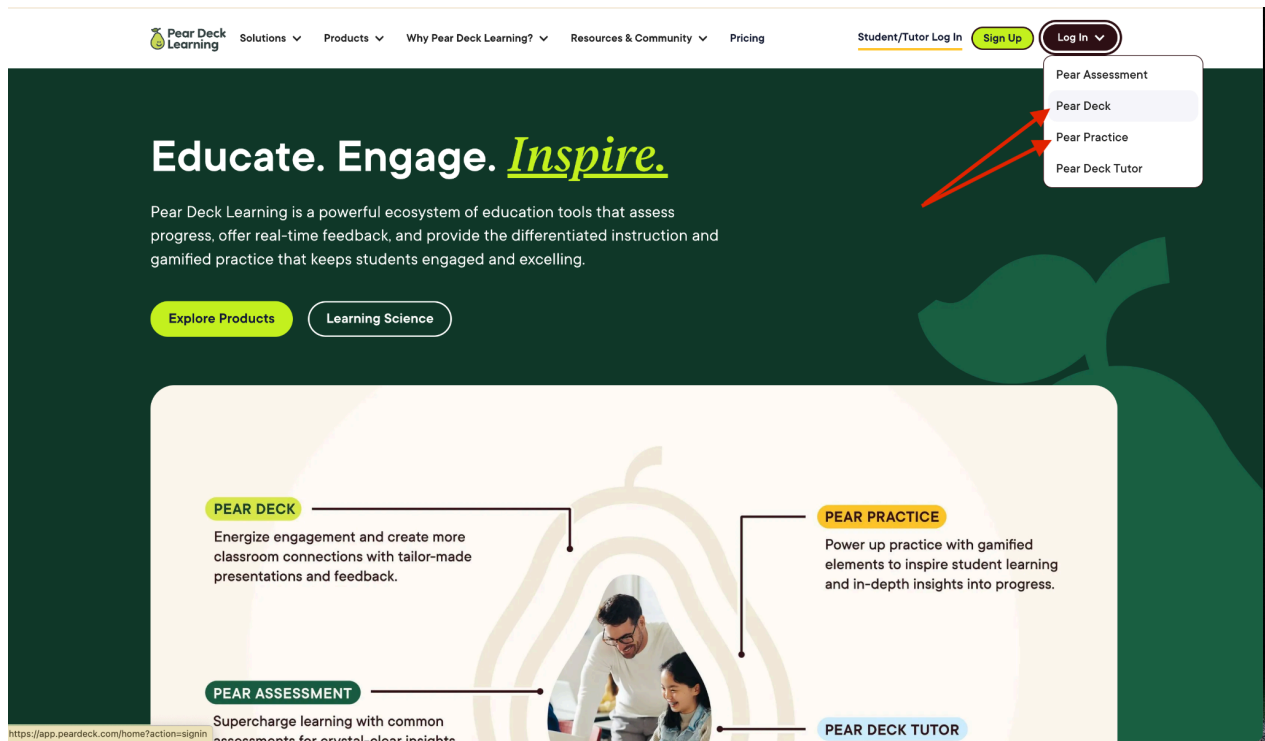 Pear Deck
Learning
Solutions
Products
Why Pear Deck Learning?
Resources & Community
Pricing
Student/Tutor Log In
Sign Up
Log In
Pear Assessment
Pear Deck
Pear Practice
Pear Deck Tutor
Educate. Engage. Inspire.
Pear Deck Learning is a powerful ecosystem of education tools that assess
progress, offer real-time feedback, and provide the differentiated instruction and
gamified practice that keeps students engaged and excelling.
Explore Products
Learning Science
PEAR DECK
Energize engagement and create more
classroom connections with tailor-made
presentations and feedback.
PEAR PRACTICE
Power up practice with gamified
elements to inspire student learning
and in-depth insights into progress.
PEAR ASSESSMENT
Supercharge learning with common
assessments for crystal-clear insights
PEAR DECK TUTOR
https://app.peardeck.com/home?action=signin